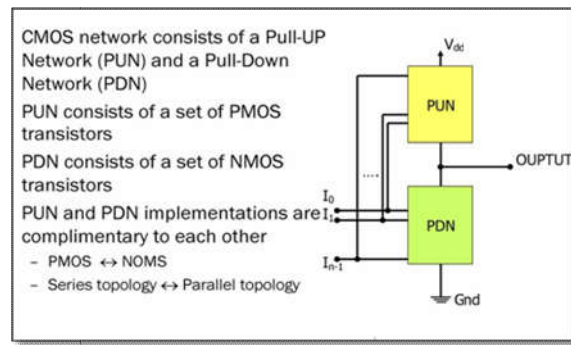 CMOS network consists of a Pull-UP
Network (PUN) and a Pull-Down
Network (PDN)
PUN consists of a set of PMOS
transistors
PDN consists of a set of NMOS
transistors
PUN and PDN implementations are
complimentary to each other
– PMOS ↔ NOMS
– Series topology ↔ Parallel topology
Vdd
PUN
OUPTUT
....
I0
I1
PDN
In-1
Gnd